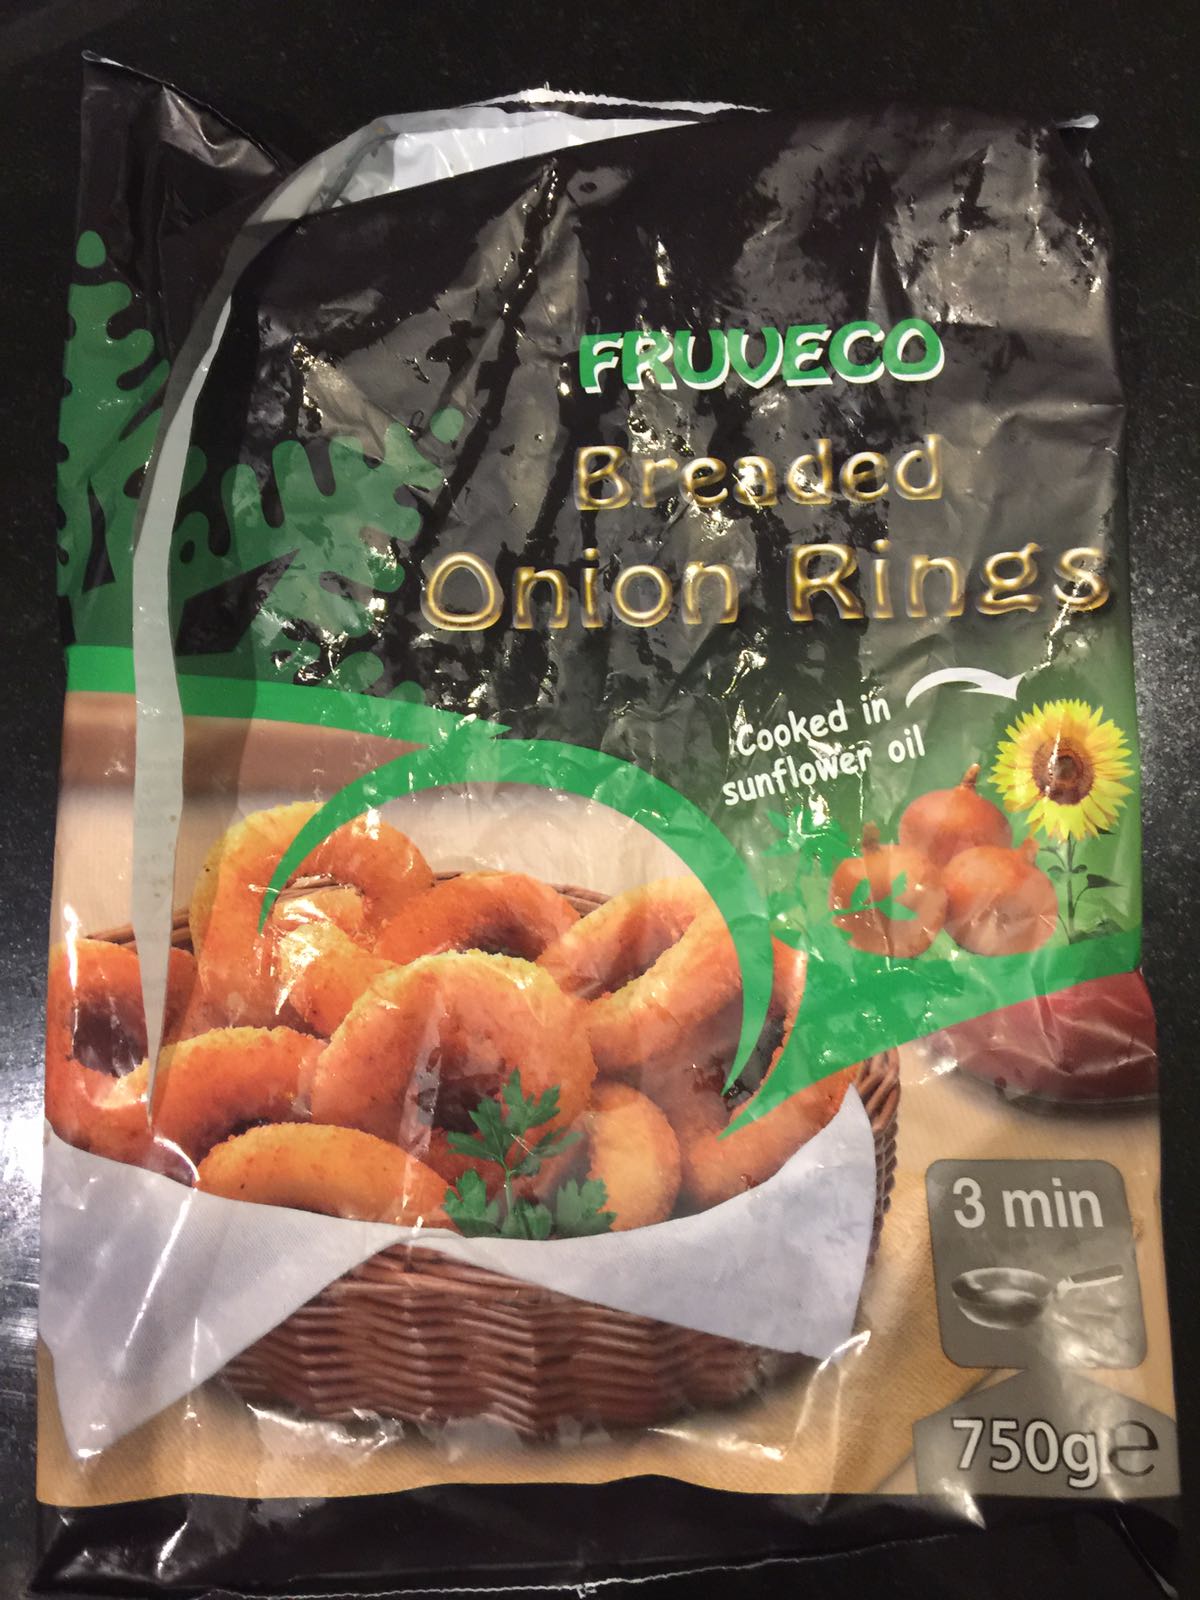 FRUVECO
Breaded
Onion Rings
Cooked in
sunflower oil
3 min
750g e